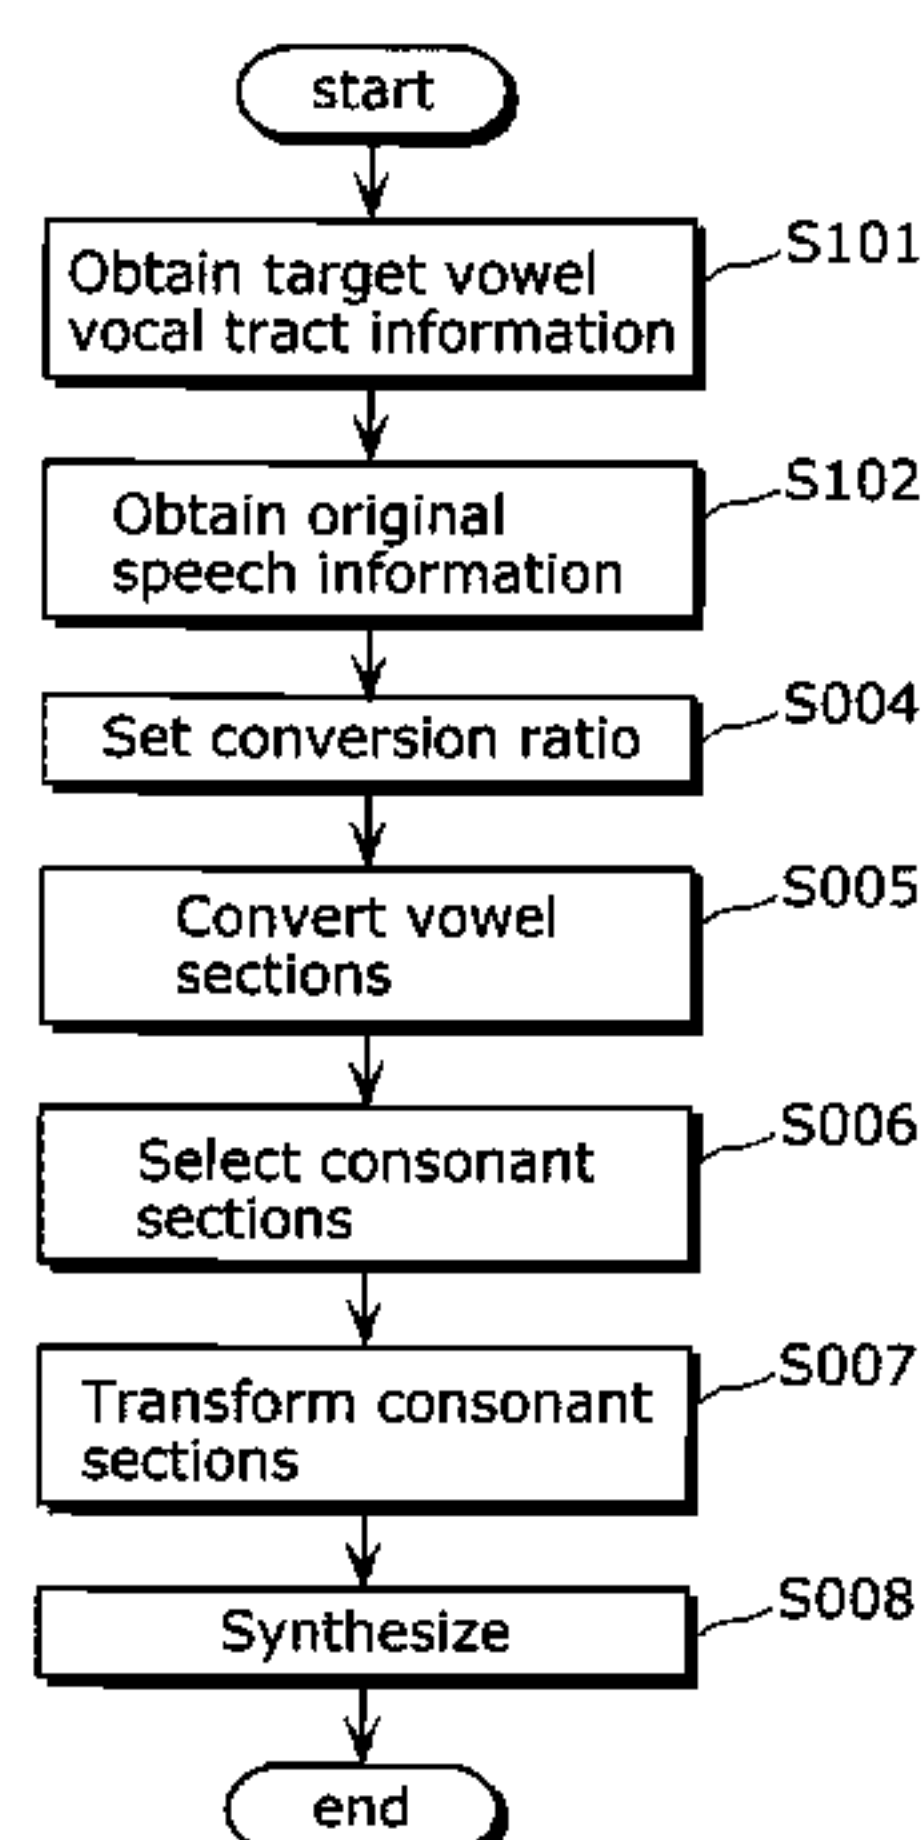 start
Obtain target vowel
vocal tract information
S101
Obtain original
speech information
S102
Set conversion ratio
S004
Convert vowel
sections
S005
Select consonant
sections
S006
Transform consonant
sections
S007
Synthesize
S008
end